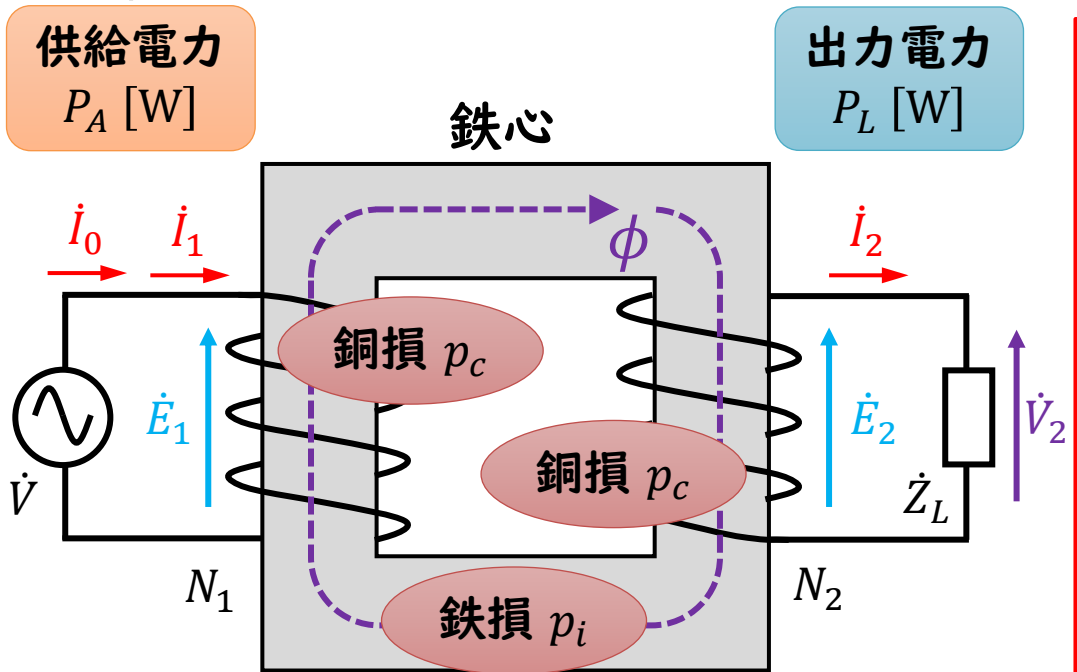 供給電力
P_A [W]
出力電力
P_L [W]
鉄心
İ_0
İ_1
ϕ
İ_2
銅損 p_c
Ė_1
銅損 p_c
Ė_2
V̇_2
V̇
Ż_L
N_1
N_2
鉄損 p_i